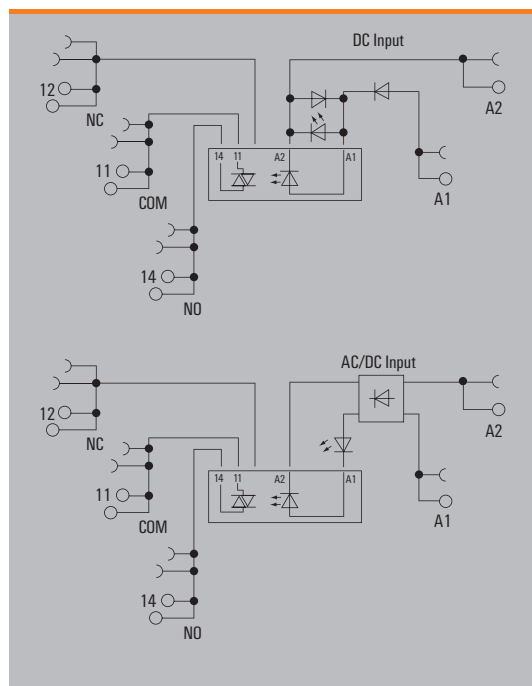 DC Input
12
NC
A2
11
14 11 A2 A1
COM
A1
14
NO
AC/DC Input
12
NC
A2
11
14 11 A2 A1
COM
A1
14
NO